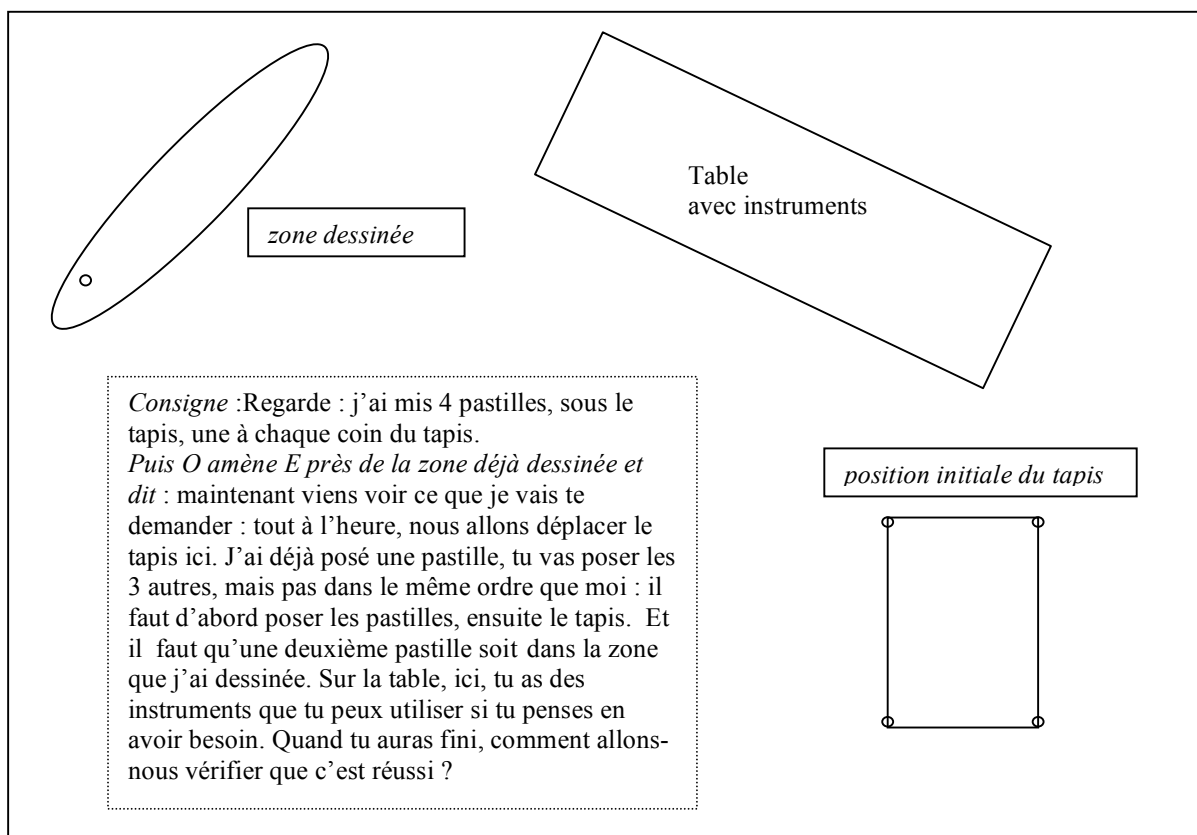 Table
avec instruments
zone dessinée
Consigne :Regarde : j'ai mis 4 pastilles, sous le
tapis, une à chaque coin du tapis.
Puis O amène E près de la zone déjà dessinée et
dit : maintenant viens voir ce que je vais te
demander : tout à l'heure, nous allons déplacer le
tapis ici. J'ai déjà posé une pastille, tu vas poser les
3 autres, mais pas dans le même ordre que moi : il
faut d'abord poser les pastilles, ensuite le tapis.  Et
il  faut qu'une deuxième pastille soit dans la zone
que j'ai dessinée. Sur la table, ici, tu as des
instruments que tu peux utiliser si tu penses en
avoir besoin. Quand tu auras fini, comment allons-
nous vérifier que c'est réussi ?
position initiale du tapis